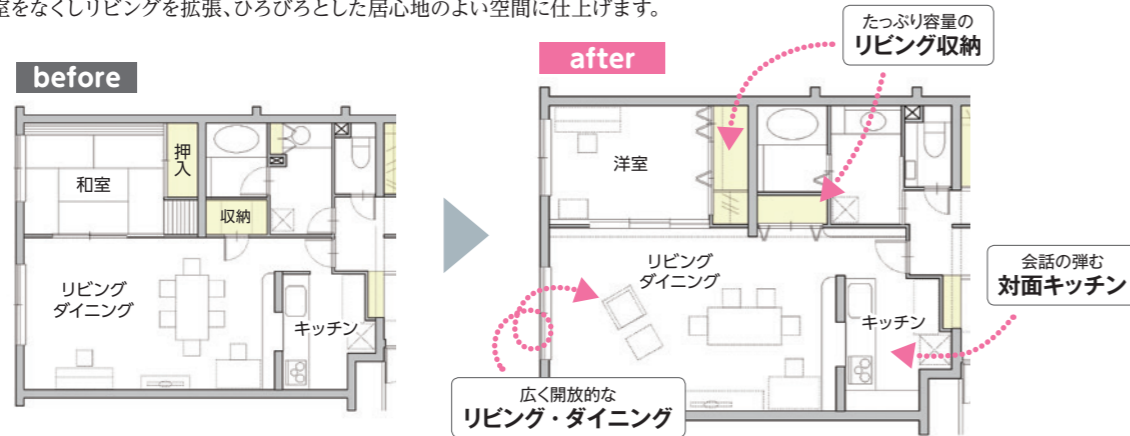 室をなくしリビングを拡張、ひろびろとした居心地のよい空間に仕上げます。
before
押入
和室
収納
リビング
ダイニング
キッチン
after
たっぷり容量の
リビング収納
洋室
リビング
ダイニング
キッチン
会話の弾む
対面キッチン
広く開放的な
リビング・ダイニング